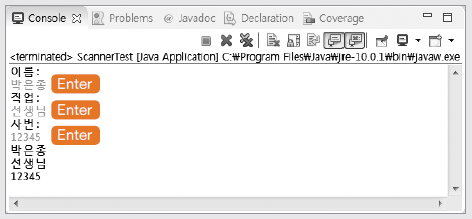 Console Problems @ Javadoc Declaration Coverage
<terminated> ScannerTest [Java Application] C:₩Program Files₩Java₩jre-10.0.1₩bin₩javaw.exe
이름:
박은종 Enter
직업:
선생님 Enter
사번:
12345 Enter
박은종
선생님
12345